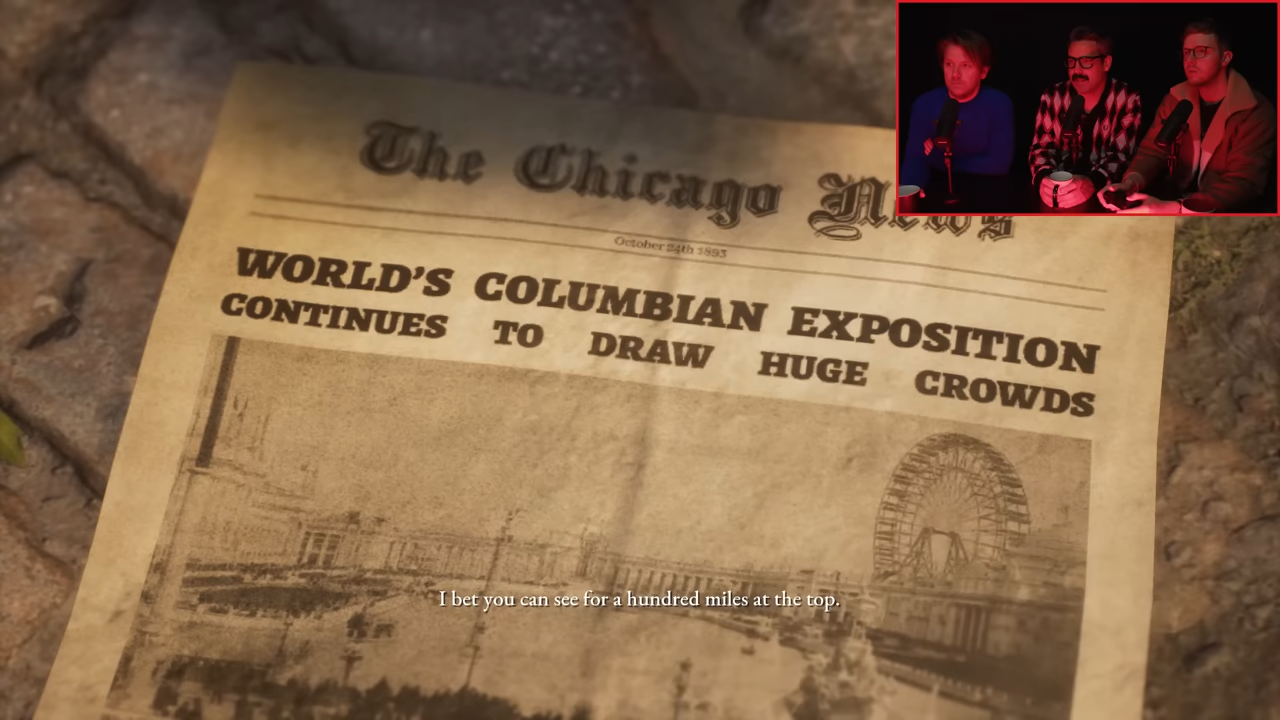 The Chicago News
October 24th 1893
WORLD'S COLUMBIAN EXPOSITION
CONTINUES TO DRAW HUGE CROWDS
I bet you can see for a hundred miles at the top.